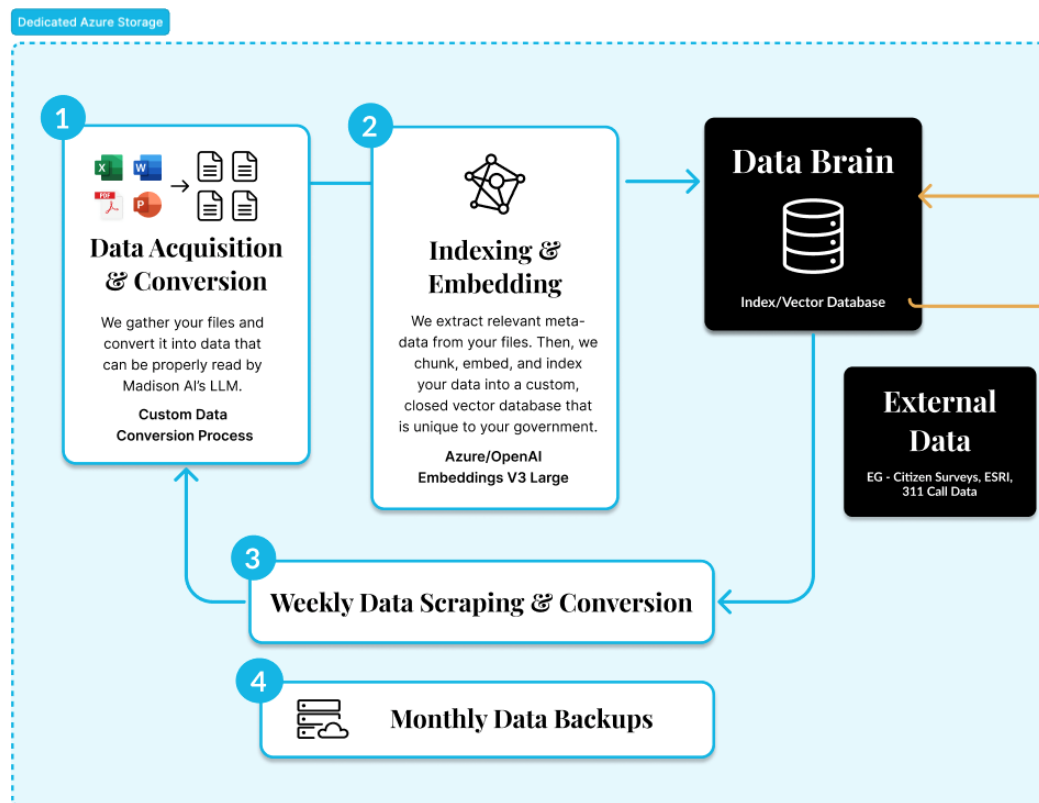 Dedicated Azure Storage
1
X
W
PDF
P
Data Acquisition
& Conversion
We gather your files and
convert it into data that
can be properly read by
Madison AI's LLM.
Custom Data
Conversion Process
2
Indexing &
Embedding
We extract relevant meta-
data from your files. Then, we
chunk, embed, and index
your data into a custom,
closed vector database that
is unique to your government.
Azure/OpenAI
Embeddings V3 Large
Data Brain
Index/Vector Database
External
Data
EG - Citizen Surveys, ESRI,
311 Call Data
3
Weekly Data Scraping & Conversion
4
Monthly Data Backups